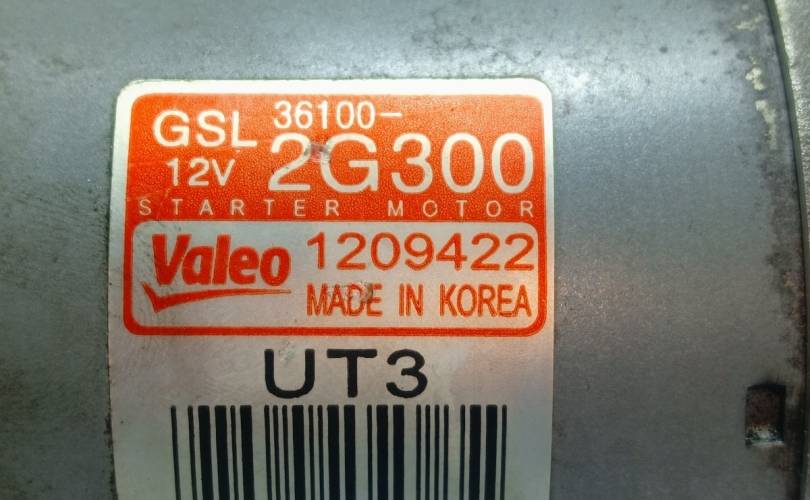 GSL 36100-
12V 2G300
STARTER MOTOR
Valeo 1209422
MADE IN KOREA
UT3